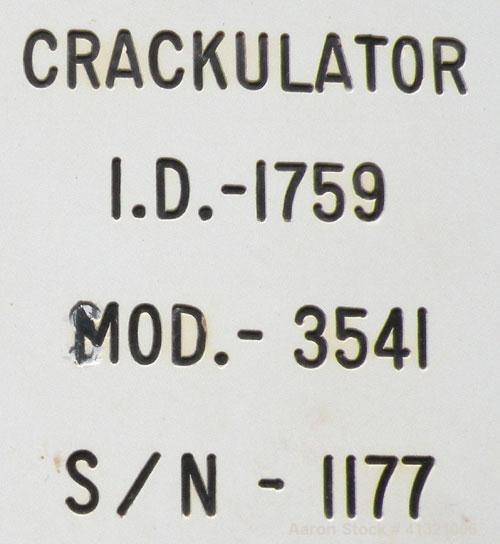 CRACKULATOR
I.D.-1759
MOD.- 3541
S/N - 1177